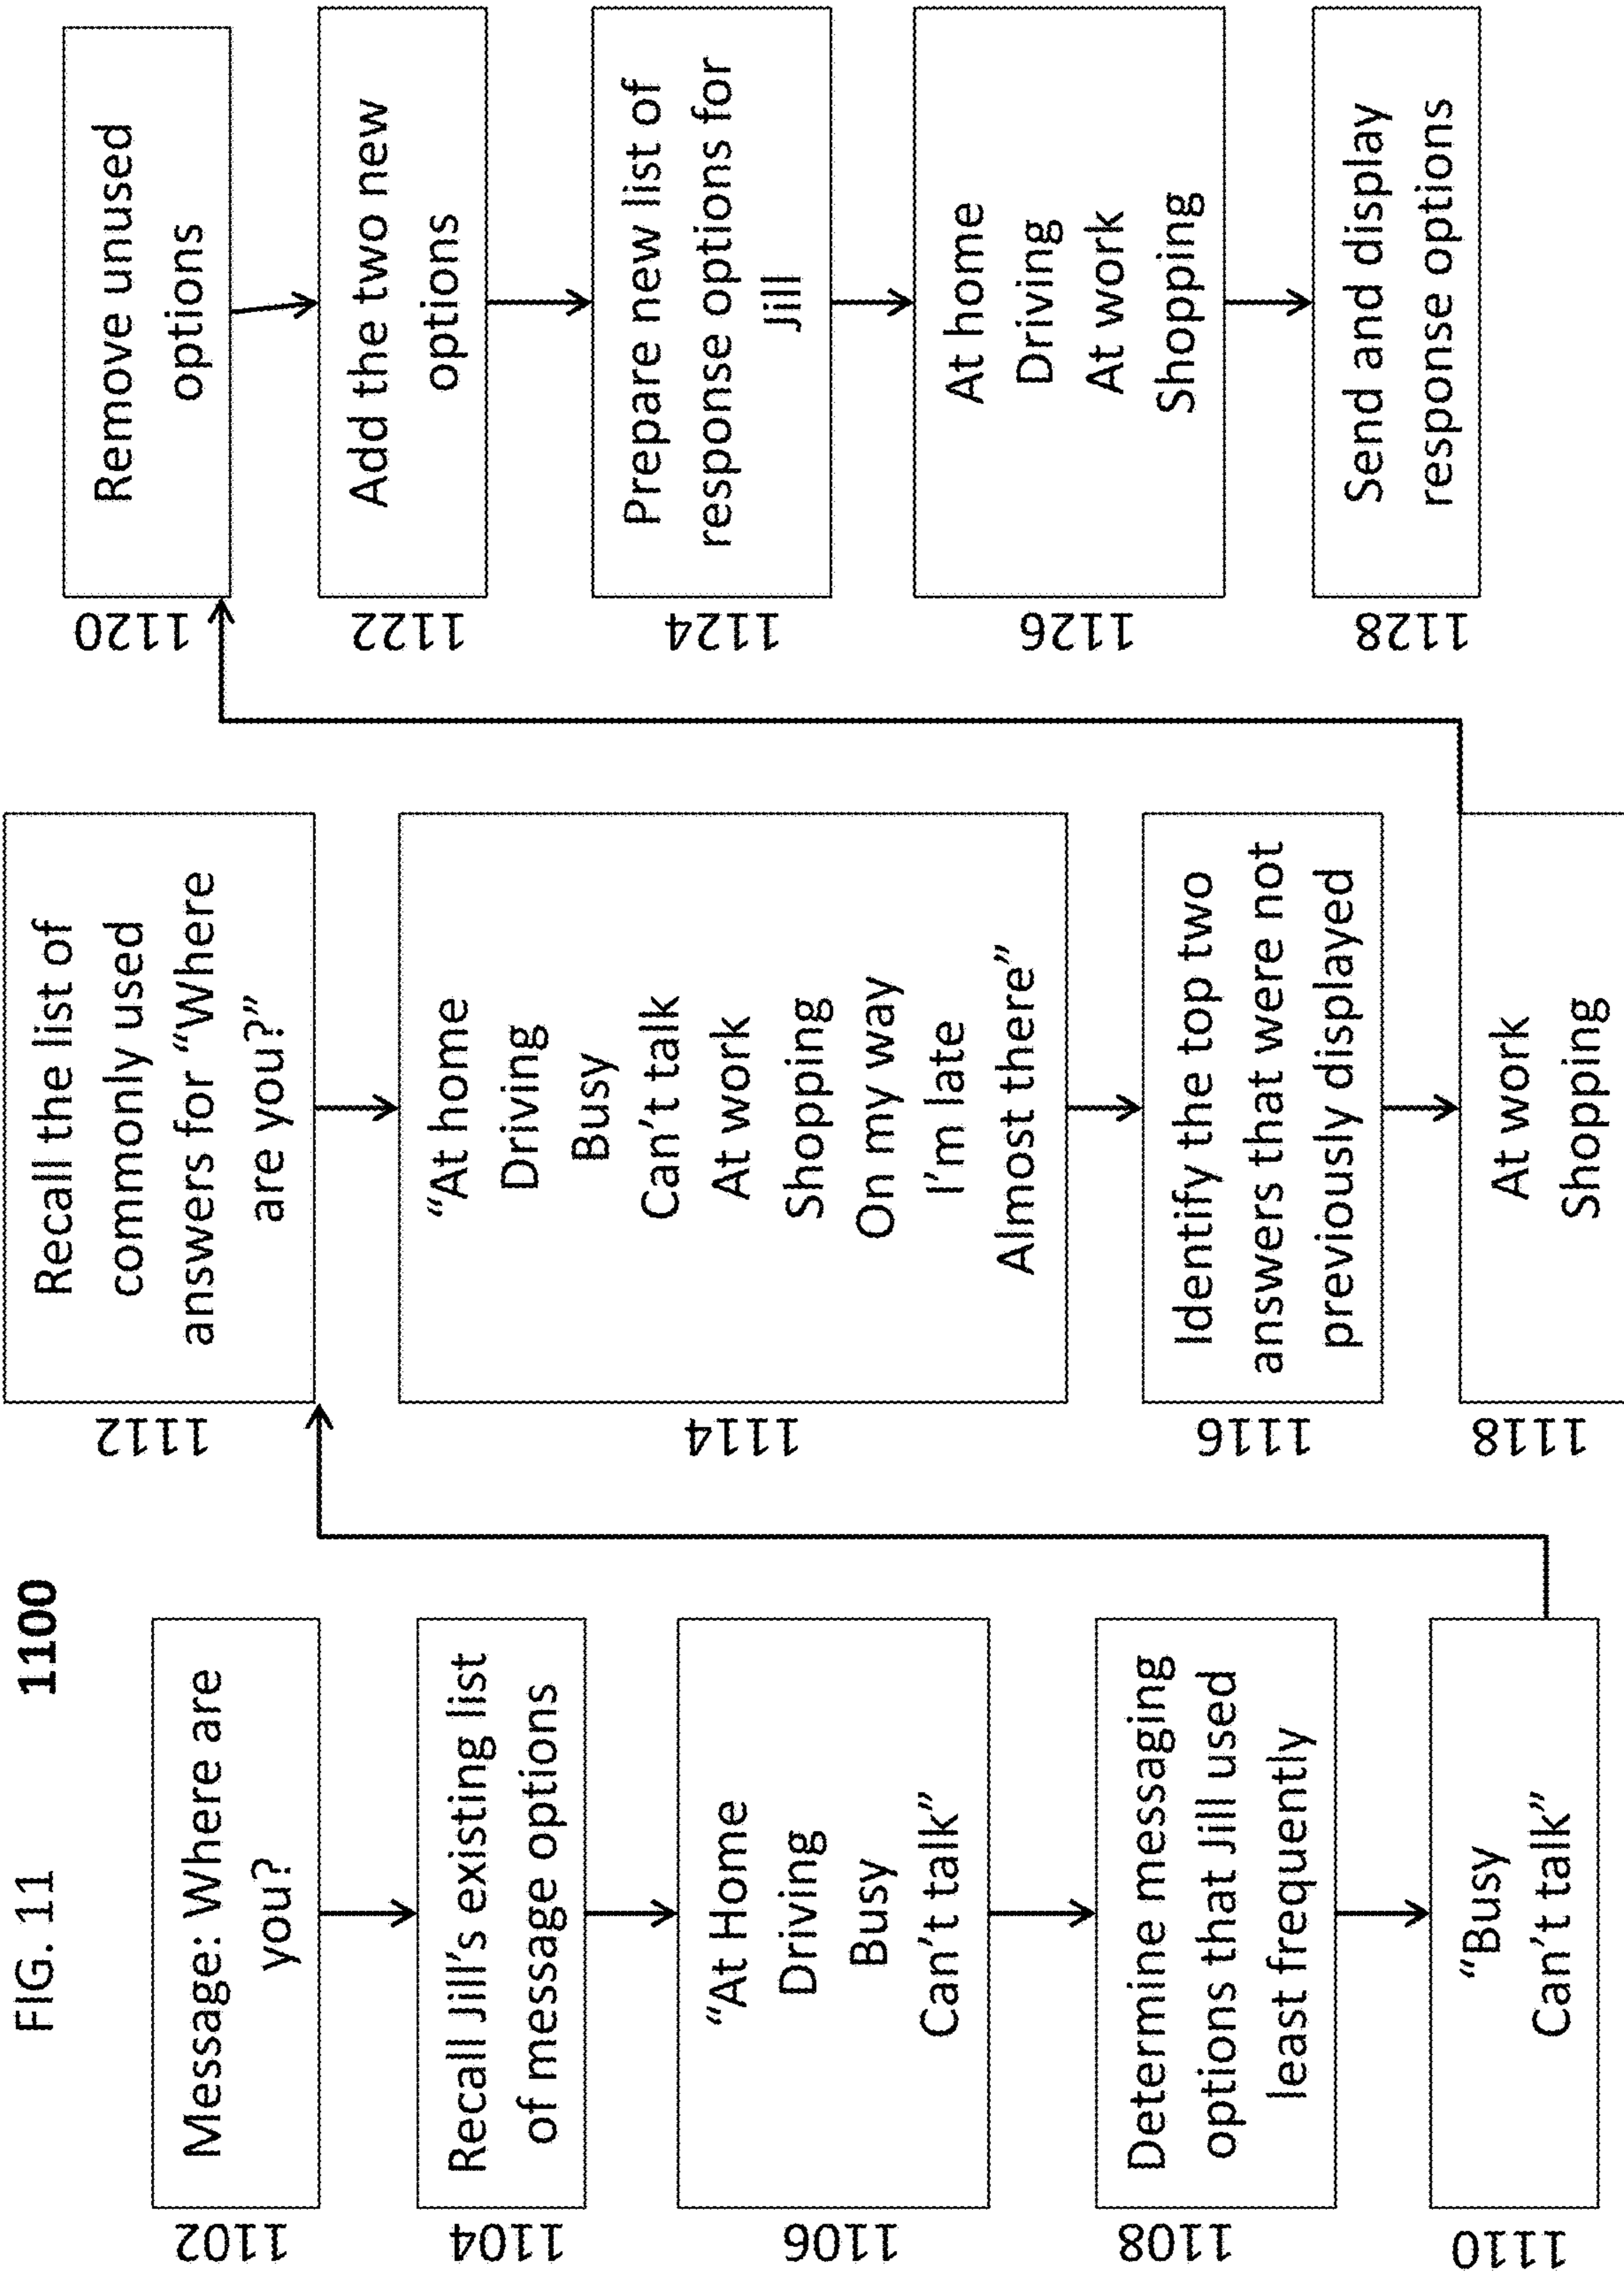 FIG. 11
1100
1102
Message: Where are
you?
1104
Recall Jill's existing list
of message options
1106
“At Home
Driving
Busy
Can’t talk”
1108
Determine messaging
options that Jill used
least frequently
1110
“Busy
Can’t talk”
1112
Recall the list of
commonly used
answers for “Where
are you?”
1114
“At home
Driving
Busy
Can’t talk
At work
Shopping
On my way
I’m late
Almost there”
1116
Identify the top two
answers that were not
previously displayed
1118
At work
Shopping
1120
Remove unused
options
1122
Add the two new
options
1124
Prepare new list of
response options for
Jill
1126
At home
Driving
At work
Shopping
1128
Send and display
response options